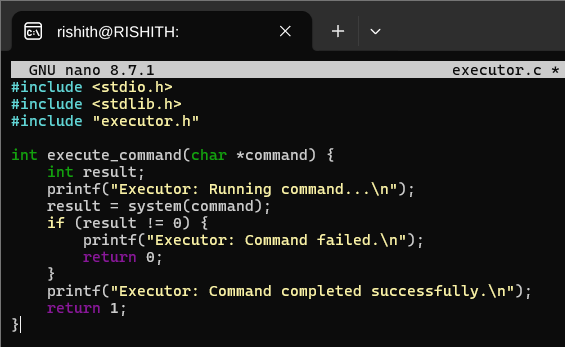 rishith@RISHITH:
GNU nano 8.7.1 executor.c *
#include <stdio.h>
#include <stdlib.h>
#include "executor.h"

int execute_command(char *command) {
    int result;
    printf("Executor: Running command...\n");
    result = system(command);
    if (result != 0) {
        printf("Executor: Command failed.\n");
        return 0;
    }
    printf("Executor: Command completed successfully.\n");
    return 1;
}